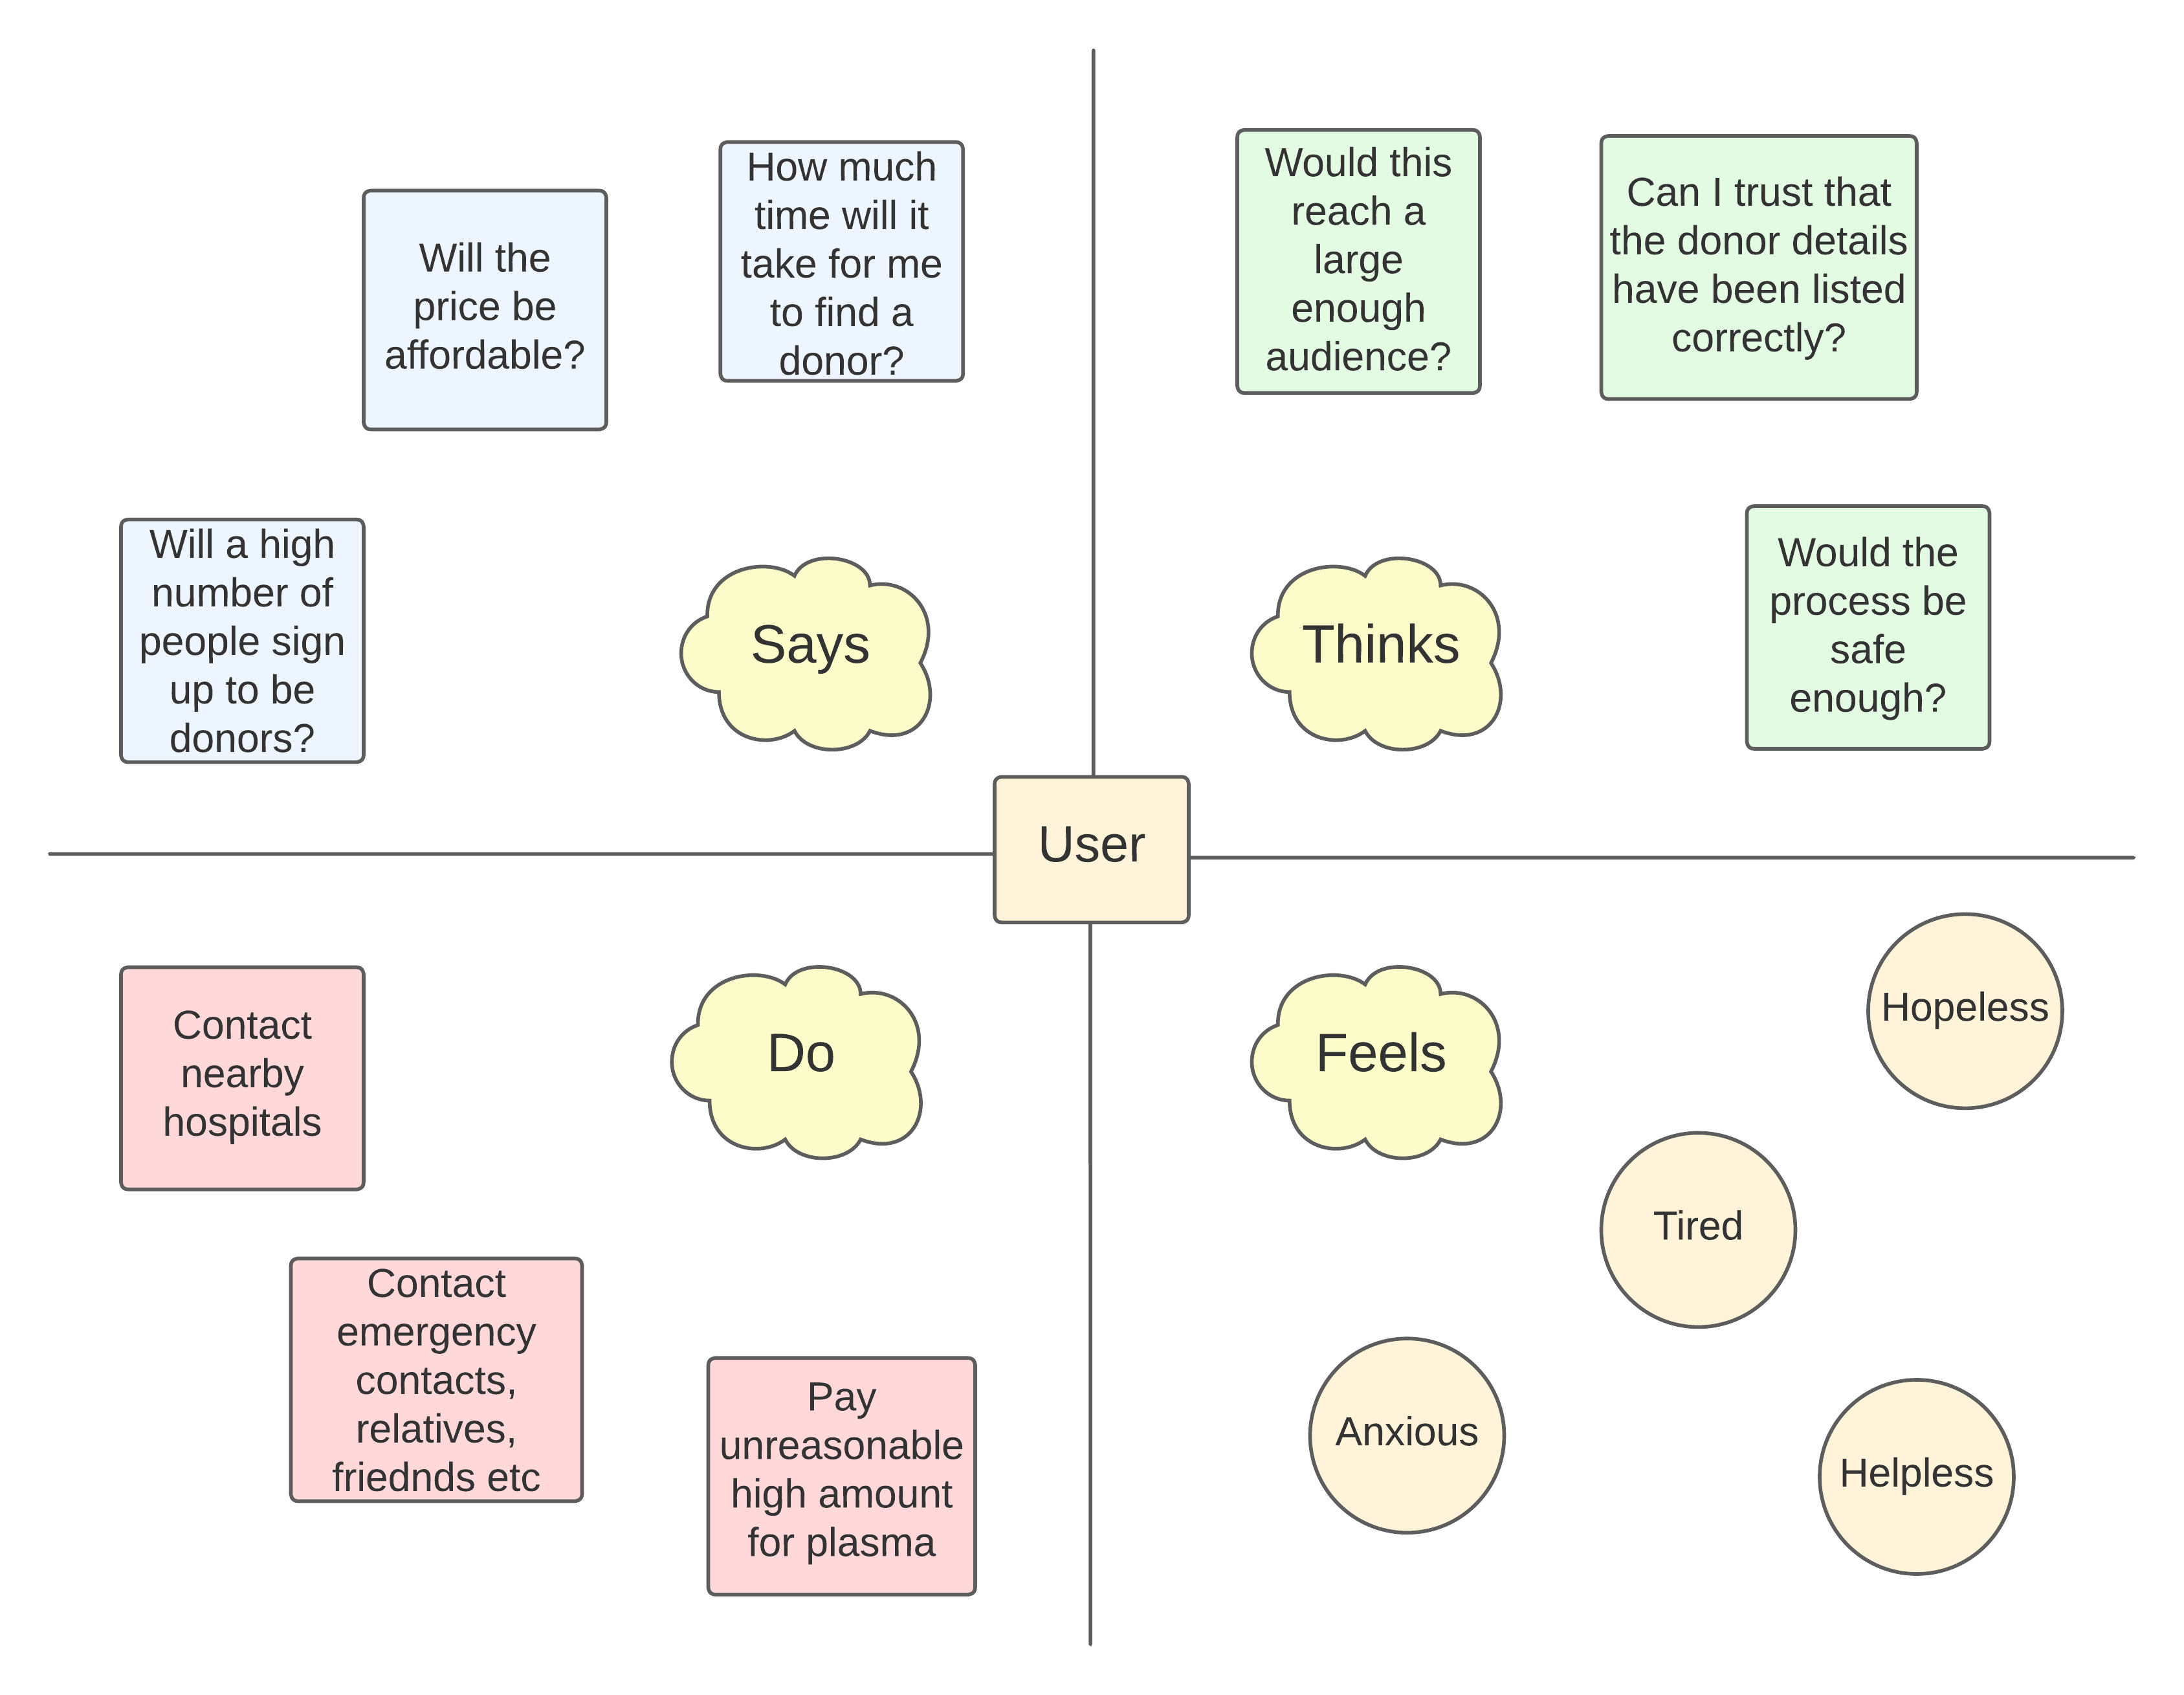 Will the
price be
affordable?
How much
time will it
take for me
to find a
donor?
Will a high
number of
people sign
up to be
donors?
Says
Would this
reach a
large
enough
audience?
Can I trust that
the donor details
have been listed
correctly?
Would the
process be
safe
enough?
Thinks
User
Contact
nearby
hospitals
Do
Contact
emergency
contacts,
relatives,
friednds etc
Pay
unreasonable
high amount
for plasma
Feels
Hopeless
Tired
Anxious
Helpless